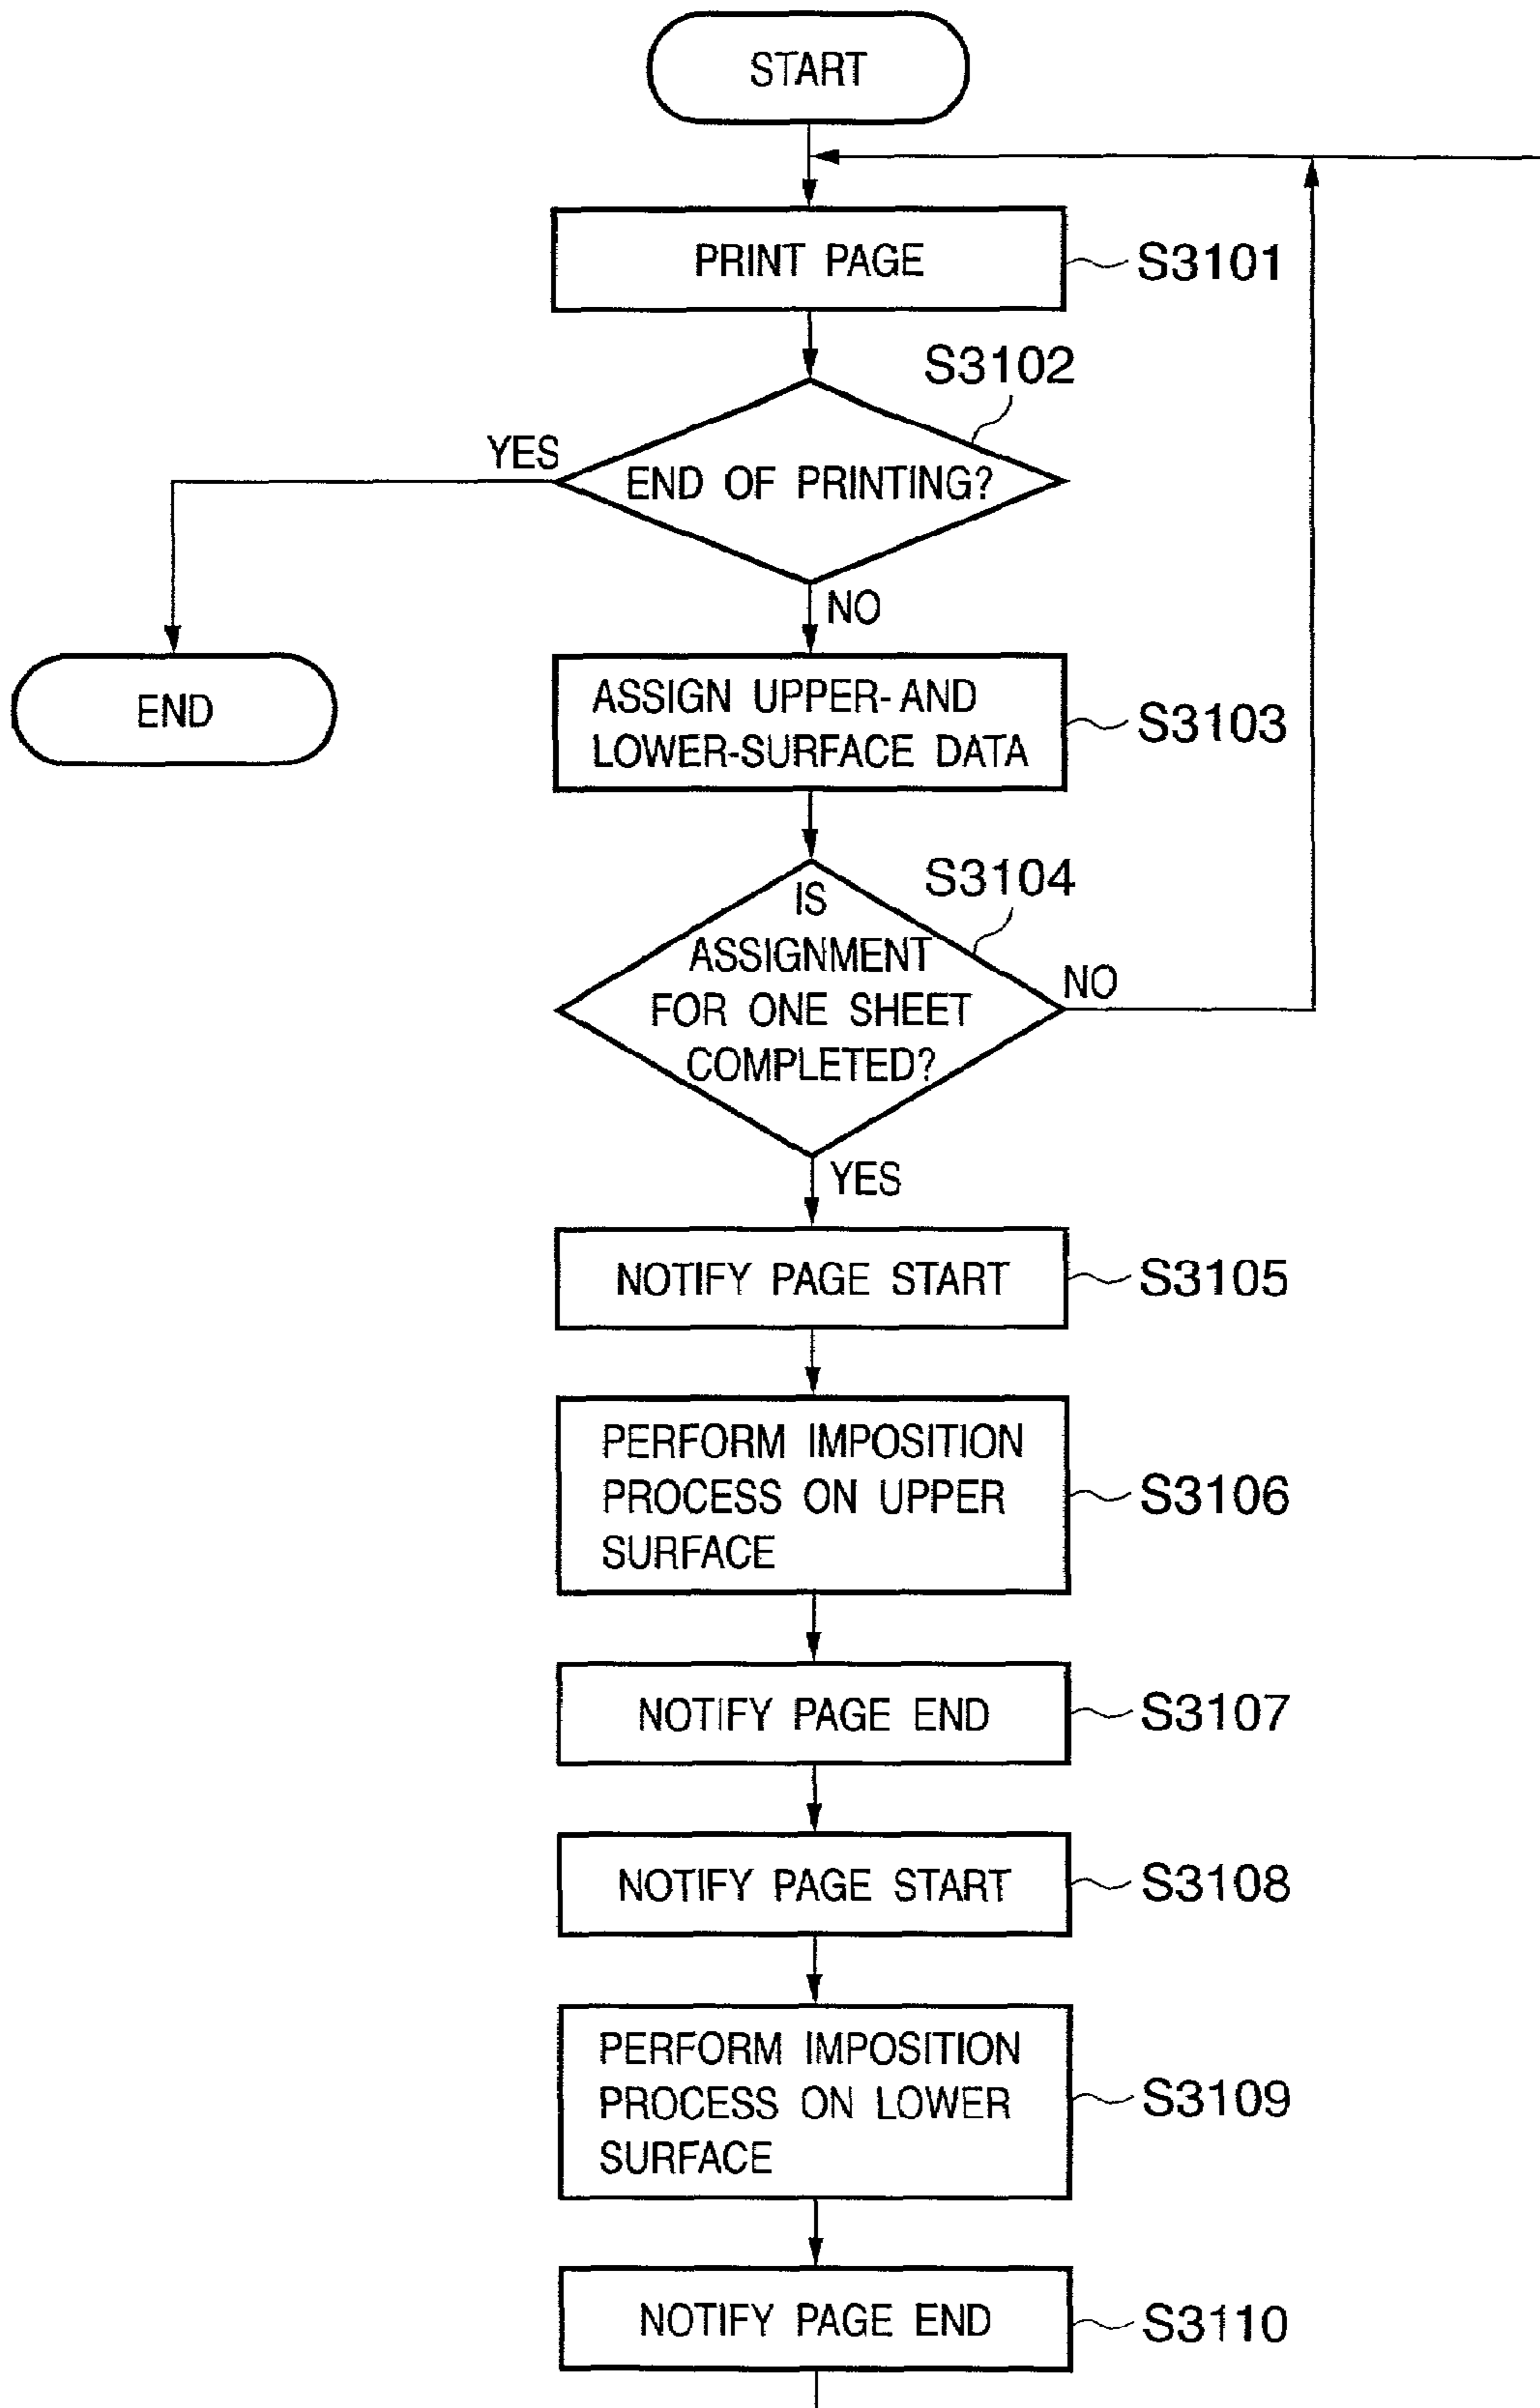 START
PRINT PAGE
S3101
S3102
YES
END OF PRINTING?
NO
END
ASSIGN UPPER- AND
LOWER-SURFACE DATA
S3103
S3104
IS
ASSIGNMENT
FOR ONE SHEET
COMPLETED?
NO
YES
NOTIFY PAGE START
S3105
PERFORM IMPOSITION
PROCESS ON UPPER
SURFACE
S3106
NOTIFY PAGE END
S3107
NOTIFY PAGE START
S3108
PERFORM IMPOSITION
PROCESS ON LOWER
SURFACE
S3109
NOTIFY PAGE END
S3110